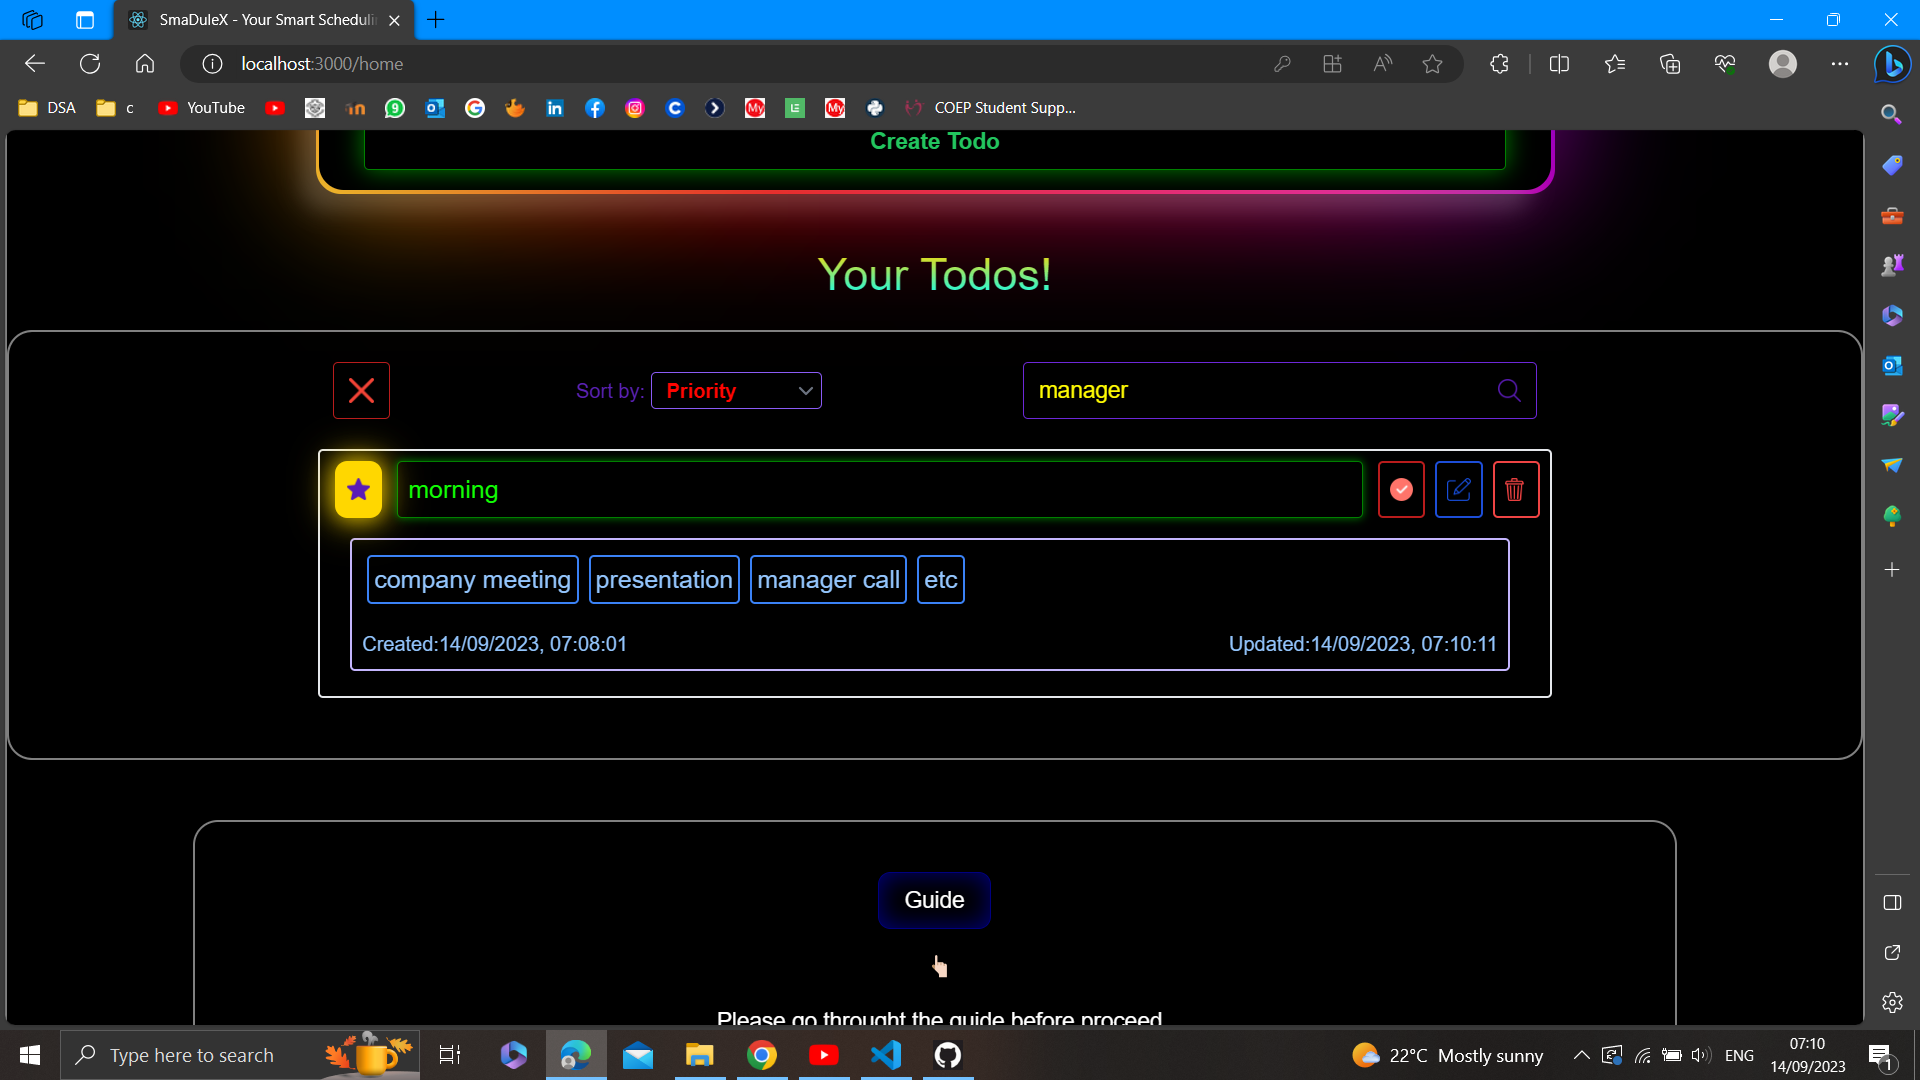 SmaDuleX - Your Smart Scheduli
localhost:3000/home
DSA
c
YouTube
COEP Student Supp...
Create Todo
Your Todos!
Sort by: Priority
manager
morning
company meeting presentation manager call etc
Created:14/09/2023, 07:08:01 Updated:14/09/2023, 07:10:11
Guide
Please go throught the guide before proceed
Type here to search
22°C Mostly sunny
ENG
07:10
14/09/2023
1